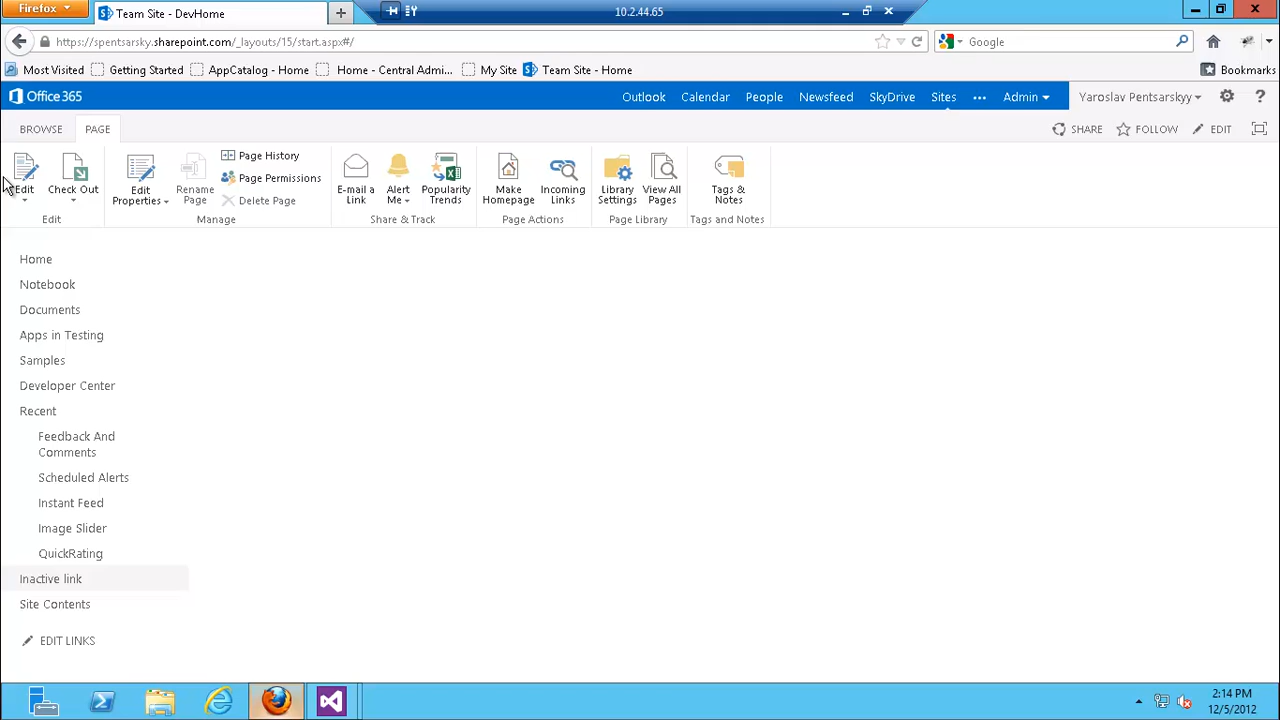 Firefox
Team Site - DevHome
10.2.44.65
https://spentsarsky.sharepoint.com/_layouts/15/start.aspx#/
Google
Most Visited
Getting Started
AppCatalog - Home
Home - Central Admi...
My Site
Team Site - Home
Bookmarks
Office 365
Outlook
Calendar
People
Newsfeed
SkyDrive
Sites
Admin
Yaroslav Pentsarskyy
BROWSE
PAGE
SHARE
FOLLOW
EDIT
Edit
Check Out
Edit
Properties
Rename
Page
Page History
Page Permissions
Delete Page
E-mail a
Link
Alert
Me
Popularity
Trends
Make
Homepage
Incoming
Links
Library
Settings
View All
Pages
Tags &
Notes
Edit
Manage
Share & Track
Page Actions
Page Library
Tags and Notes
Home
Notebook
Documents
Apps in Testing
Samples
Developer Center
Recent
Feedback And
Comments
Scheduled Alerts
Instant Feed
Image Slider
QuickRating
Inactive link
Site Contents
EDIT LINKS
2:14 PM
12/5/2012